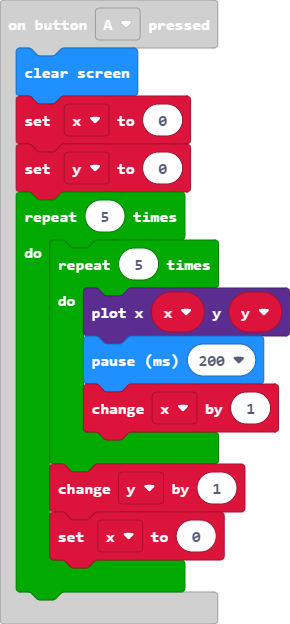 on button A pressed
clear screen
set x to 0
set y to 0
repeat 5 times
do
repeat 5 times
do
plot x x y y
pause (ms) 200
change x by 1
change y by 1
set x to 0